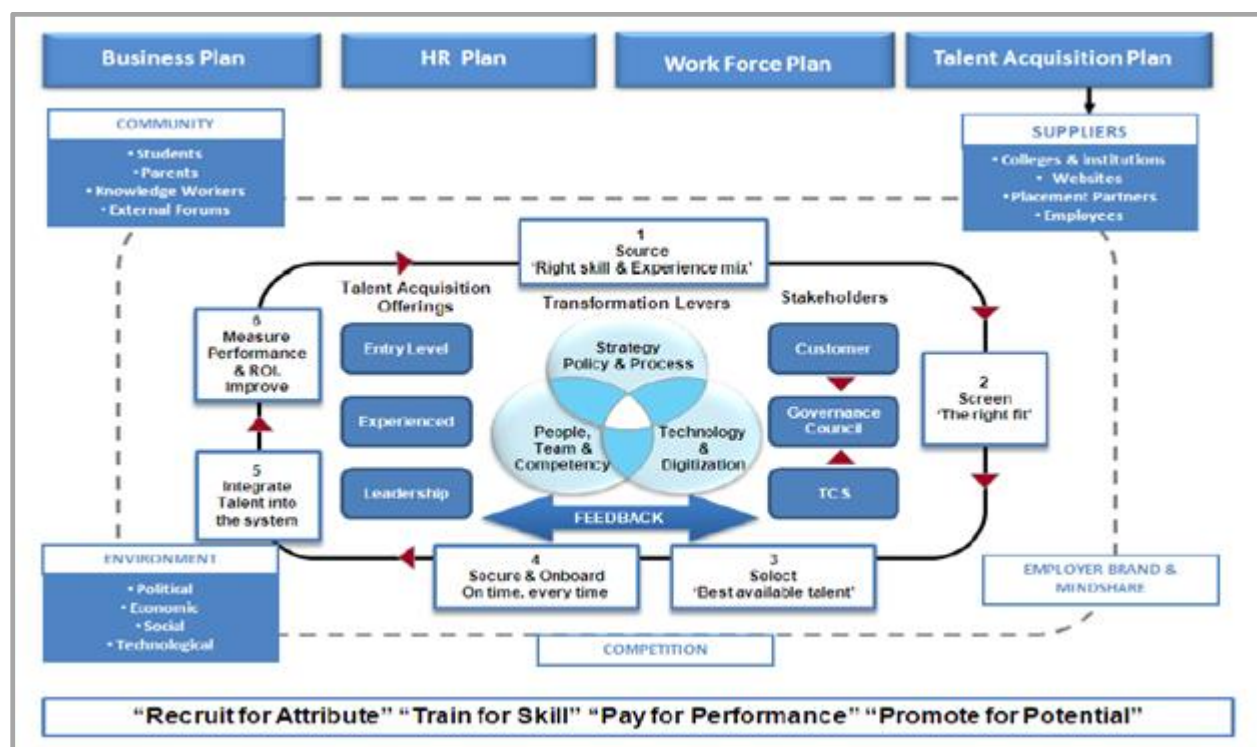 Business Plan
HR Plan
Work Force Plan
Talent Acquisition Plan
COMMUNITY
• Students
• Parents
• Knowledge Workers
• External Forums
SUPPLIERS
• Colleges & institutions
• Websites
• Placement Partners
• Employees
1
Source
'Right skill & Experience mix'
Talent Acquisition
Offerings
Transformation Levers
Stakeholders
6
Measure
Performance
& ROI.
Improve
Entry Level
Strategy
Policy & Process
Customer
2
Screen
'The right fit'
Experienced
People,
Team &
Competency
Technology
&
Digitization
Governance
Council
5
Integrate
Talent into
the system
Leadership
FEEDBACK
TCS
4
Secure & Onboard
On time, every time
3
Select
'Best available talent'
ENVIRONMENT
• Political
• Economic
• Social
• Technological
EMPLOYER BRAND &
MINDSHARE
COMPETITION
"Recruit for Attribute" "Train for Skill" "Pay for Performance" "Promote for Potential"